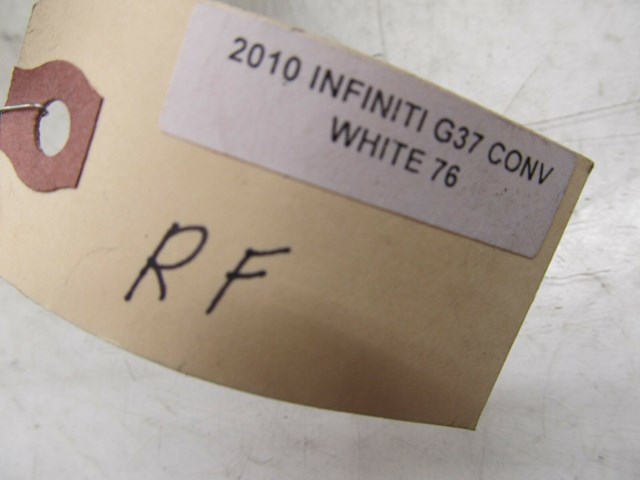 2010 INFINITI G37 CONV
WHITE 76
RF